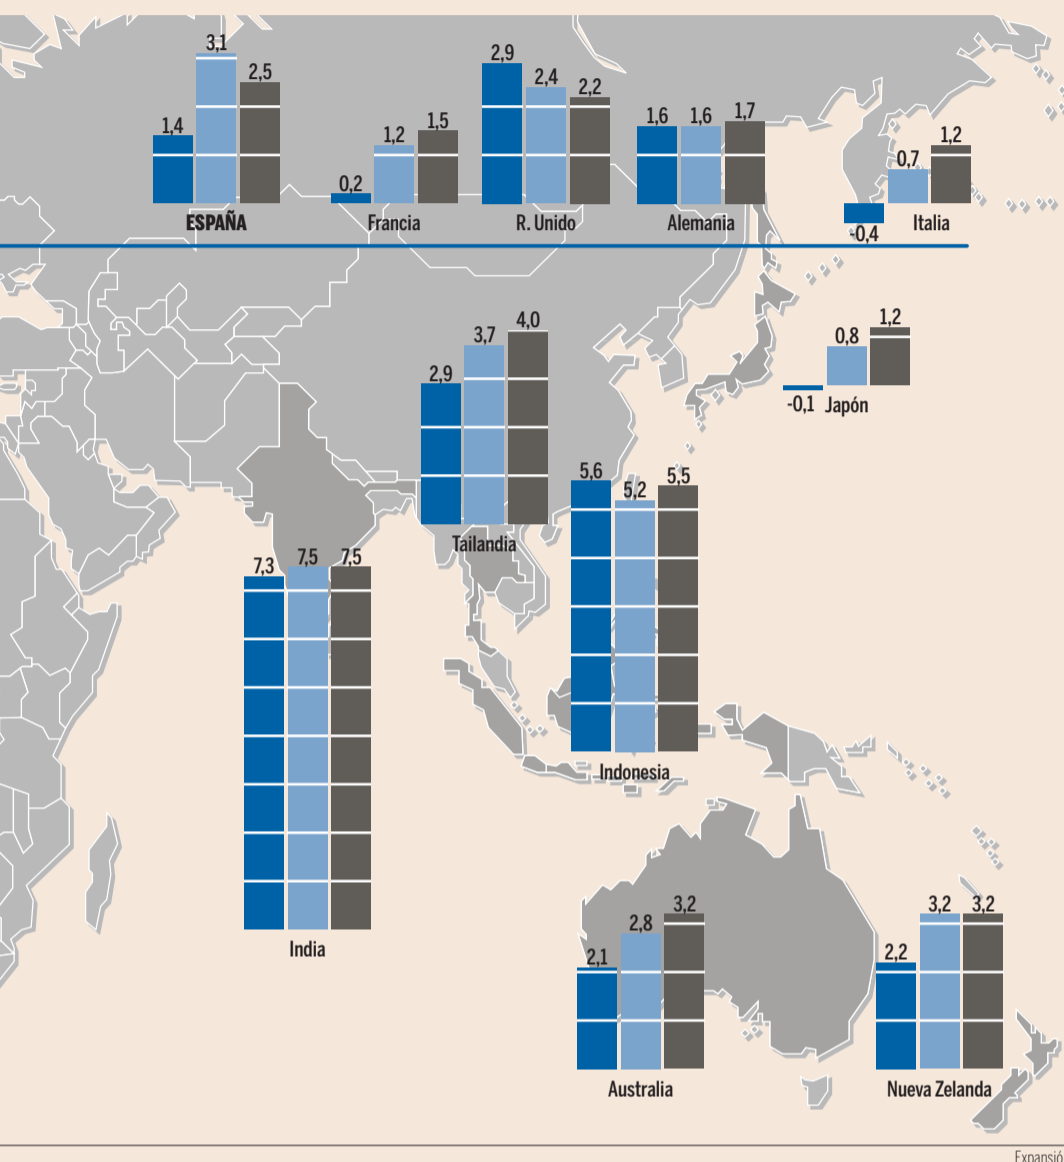 1,4
3,1
2,5
ESPAÑA
0,2
1,2
1,5
Francia
2,9
2,4
2,2
R. Unido
1,6
1,6
1,7
Alemania
-0,4
0,7
1,2
Italia
2,9
3,7
4,0
Tailandia
-0,1
0,8
1,2
Japón
5,6
5,2
5,5
Indonesia
7,3
7,5
7,5
India
2,1
2,8
3,2
Australia
2,2
3,2
3,2
Nueva Zelanda
Expansió